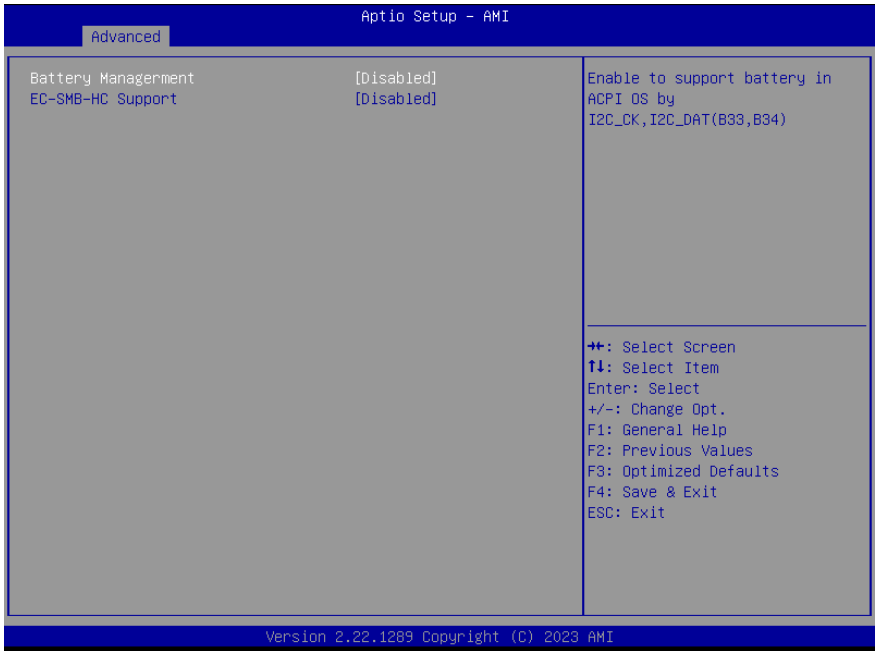 Aptio Setup – AMI
Advanced
Battery Managerment [Disabled]
EC-SMB-HC Support [Disabled]
Enable to support battery in
ACPI OS by
I2C_CK,I2C_DAT(B33,B34)
→←: Select Screen
↑↓: Select Item
Enter: Select
+/-: Change Opt.
F1: General Help
F2: Previous Values
F3: Optimized Defaults
F4: Save & Exit
ESC: Exit
Version 2.22.1289 Copyright (C) 2023 AMI